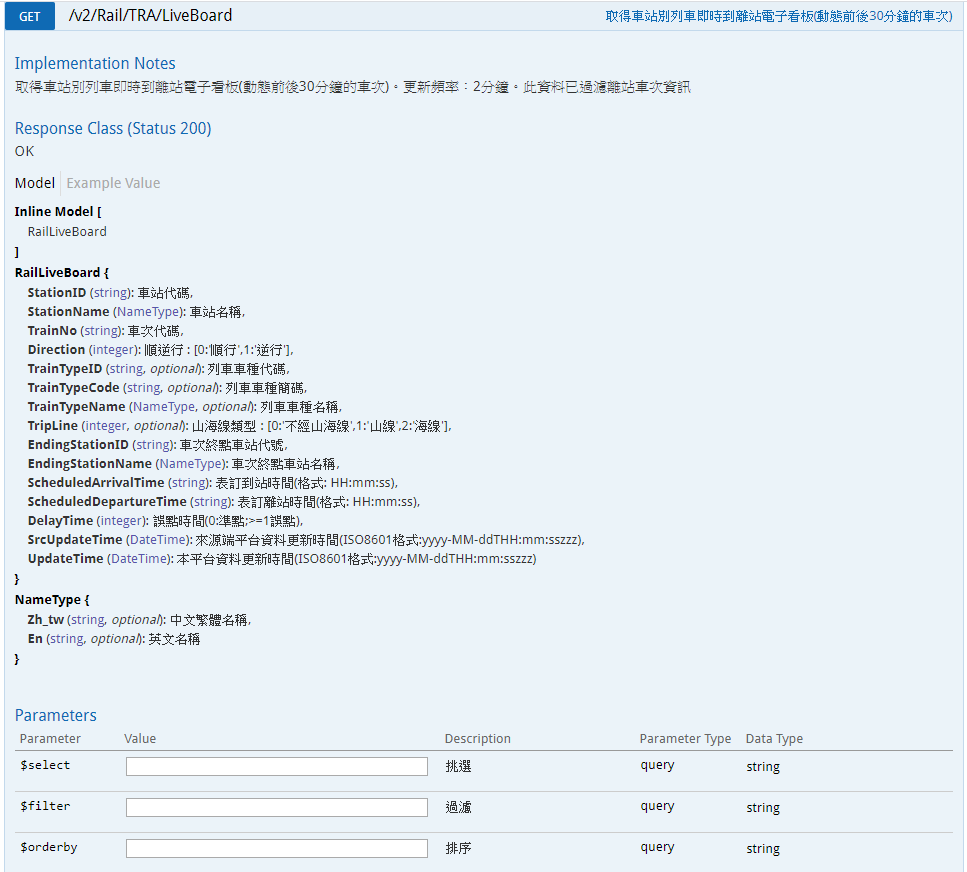 GET /v2/Rail/TRA/LiveBoard 取得車站別列車即時到離站電子看板(動態前後30分鐘的車次)
Implementation Notes
取得車站別列車即時到離站電子看板(動態前後30分鐘的車次)。更新頻率：2分鐘。此資料已過濾離站車次資訊
Response Class (Status 200)
OK
Model Example Value
Inline Model [
RailLiveBoard
]
RailLiveBoard {
StationID (string): 車站代碼,
StationName (NameType): 車站名稱,
TrainNo (string): 車次代碼,
Direction (integer): 順逆行 : [0:'順行',1:'逆行'],
TrainTypeID (string, optional): 列車車種代碼,
TrainTypeCode (string, optional): 列車車種簡碼,
TrainTypeName (NameType, optional): 列車車種名稱,
TripLine (integer, optional): 山海線類型 : [0:'不經山海線',1:'山線',2:'海線'],
EndingStationID (string): 車次終點車站代號,
EndingStationName (NameType): 車次終點車站名稱,
ScheduledArrivalTime (string): 表訂到站時間(格式: HH:mm:ss),
ScheduledDepartureTime (string): 表訂離站時間(格式: HH:mm:ss),
DelayTime (integer): 誤點時間(0:準點;>=1誤點),
SrcUpdateTime (DateTime): 來源端平台資料更新時間(ISO8601格式:yyyy-MM-ddTHH:mm:sszzz),
UpdateTime (DateTime): 本平台資料更新時間(ISO8601格式:yyyy-MM-ddTHH:mm:sszzz)
}
NameType {
Zh_tw (string, optional): 中文繁體名稱,
En (string, optional): 英文名稱
}
Parameters
Parameter Value Description Parameter Type Data Type
$select 挑選 query string
$filter 過濾 query string
$orderby 排序 query string